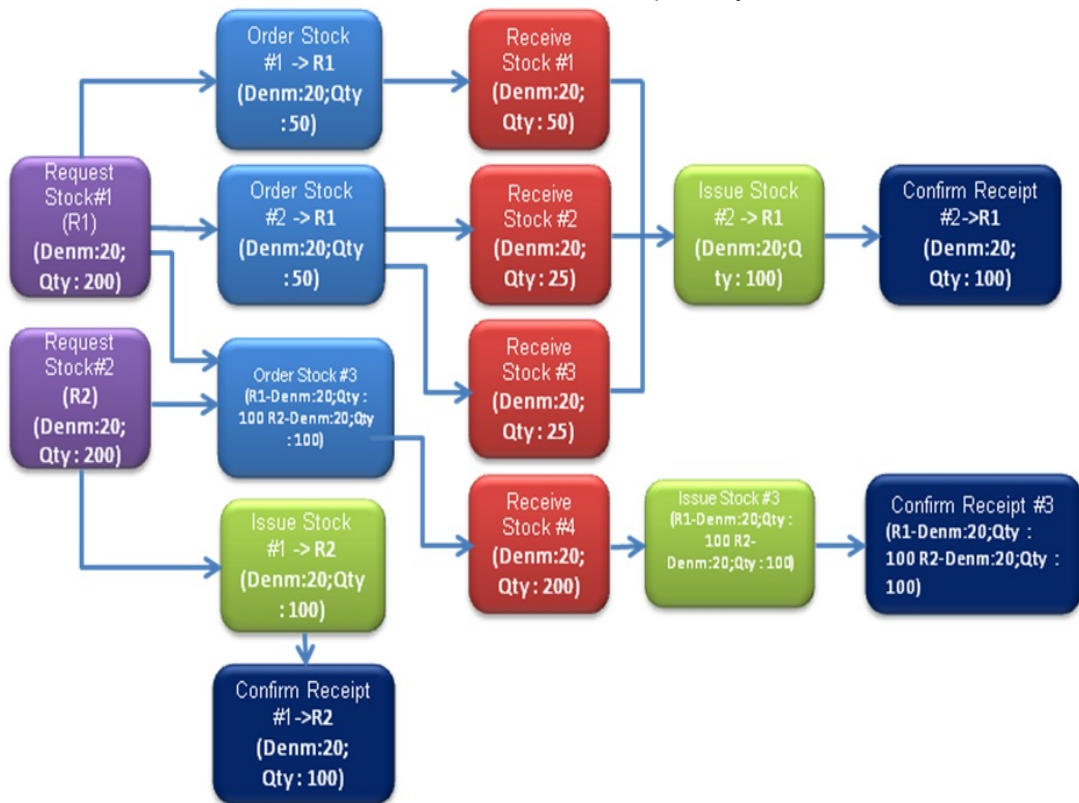 Order Stock
#1 -> R1
(Denm:20;Qty
:50)
Receive
Stock #1
(Denm:20;
Qty : 50)
Request
Stock#1
(R1)
(Denm:20;
Qty : 200)
Order Stock
#2 -> R1
(Denm:20;Qty
:50)
Receive
Stock #2
(Denm:20;
Qty : 25)
Issue Stock
#2 -> R1
(Denm:20;Q
ty : 100)
Confirm Receipt
#2->R1
(Denm:20;
Qty : 100)
Request
Stock#2
(R2)
(Denm:20;
Qty : 200)
Order Stock #3
(R1-Denm:20;Qty :
100 R2-Denm:20;Qty
: 100)
Receive
Stock #3
(Denm:20;
Qty : 25)
Issue Stock
#1 -> R2
(Denm:20;Qty
: 100)
Receive
Stock #4
(Denm:20;
Qty : 200)
Issue Stock #3
(R1-Denm:20;Qty :
100 R2-
Denm:20;Qty : 100)
Confirm Receipt #3
(R1-Denm:20;Qty :
100 R2-Denm:20;Qty :
100)
Confirm Receipt
#1 ->R2
(Denm:20;
Qty : 100)